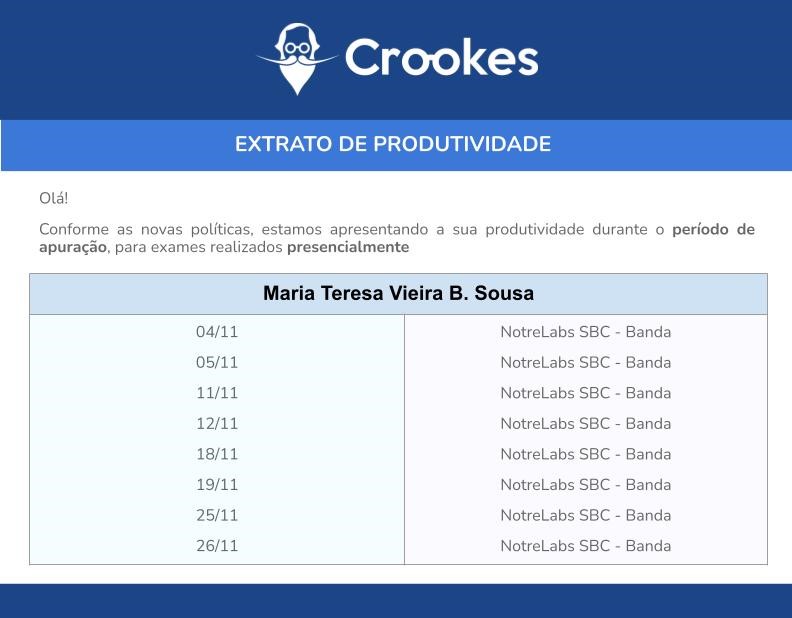 Crookes
EXTRATO DE PRODUTIVIDADE
Olá!
Conforme as novas políticas, estamos apresentando a sua produtividade durante o período de
apuração, para exames realizados presencialmente
Maria Teresa Vieira B. Sousa
04/11 NotreLabs SBC - Banda
05/11 NotreLabs SBC - Banda
11/11 NotreLabs SBC - Banda
12/11 NotreLabs SBC - Banda
18/11 NotreLabs SBC - Banda
19/11 NotreLabs SBC - Banda
25/11 NotreLabs SBC - Banda
26/11 NotreLabs SBC - Banda